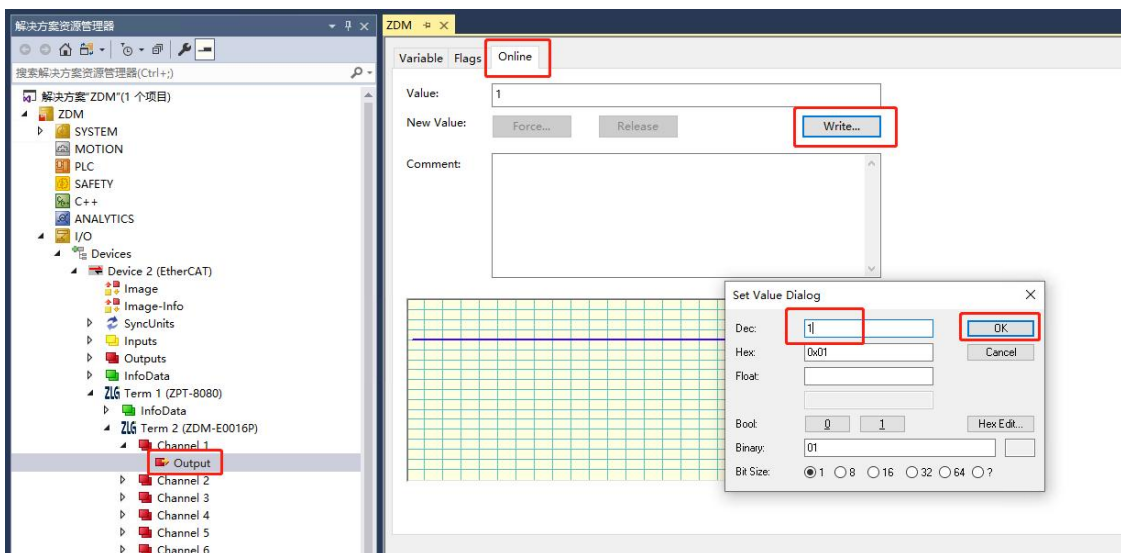 解决方案资源管理器
搜索解决方案资源管理器(Ctrl+;)
解决方案"ZDM"(1 个项目)
ZDM
SYSTEM
MOTION
PLC
SAFETY
C++
ANALYTICS
I/O
Devices
Device 2 (EtherCAT)
Image
Image-Info
SyncUnits
Inputs
Outputs
InfoData
ZLG Term 1 (ZPT-8080)
InfoData
ZLG Term 2 (ZDM-E0016P)
Channel 1
Output
Channel 2
Channel 3
Channel 4
Channel 5
Channel 6
ZDM
Variable Flags Online
Value: 1
New Value: Force... Release Write...
Comment:
Set Value Dialog
Dec: 1 OK
Hex: 0x01 Cancel
Float:
Bool: 0 1 Hex Edit...
Binary: 01
Bit Size: 1 8 16 32 64 ?